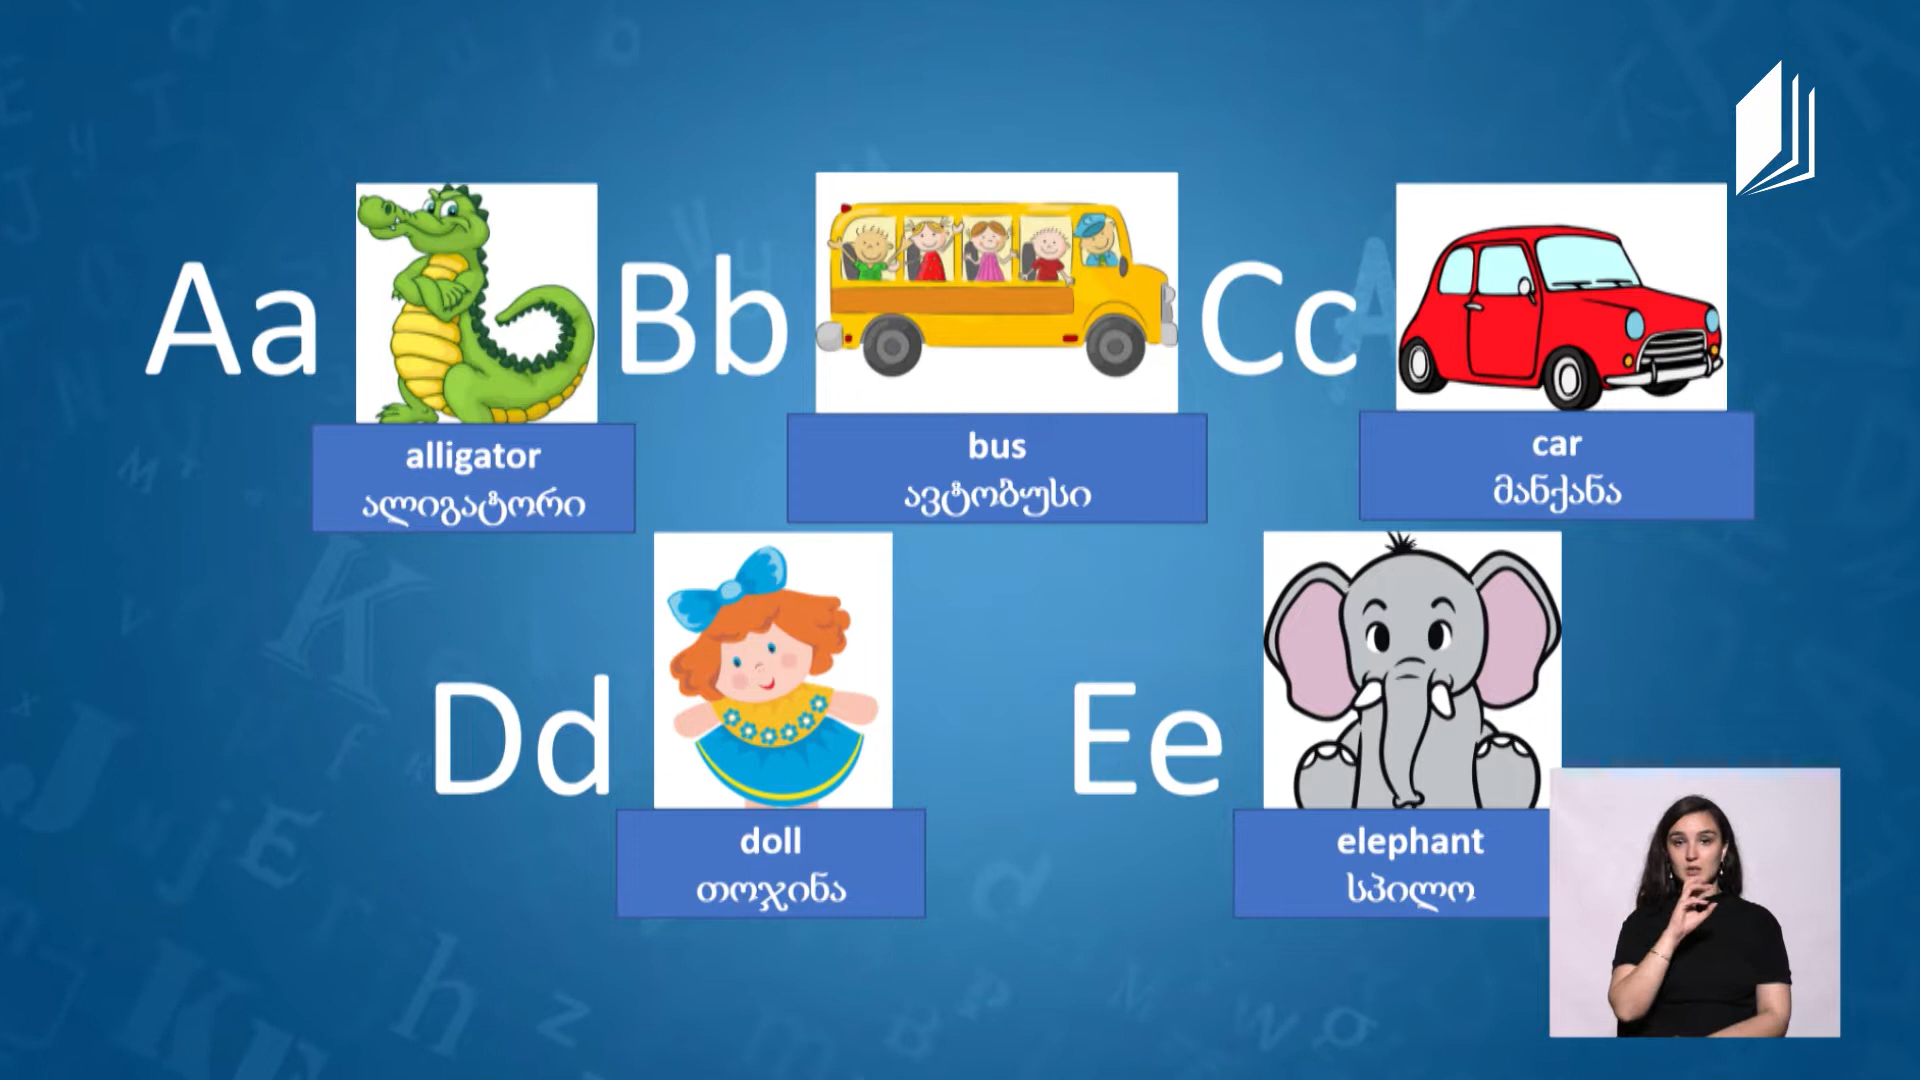 Aa
alligator
ალიგატორი
Bb
bus
ავტობუსი
Cc
car
მანქანა
Dd
doll
თოჯინა
Ee
elephant
სპილო